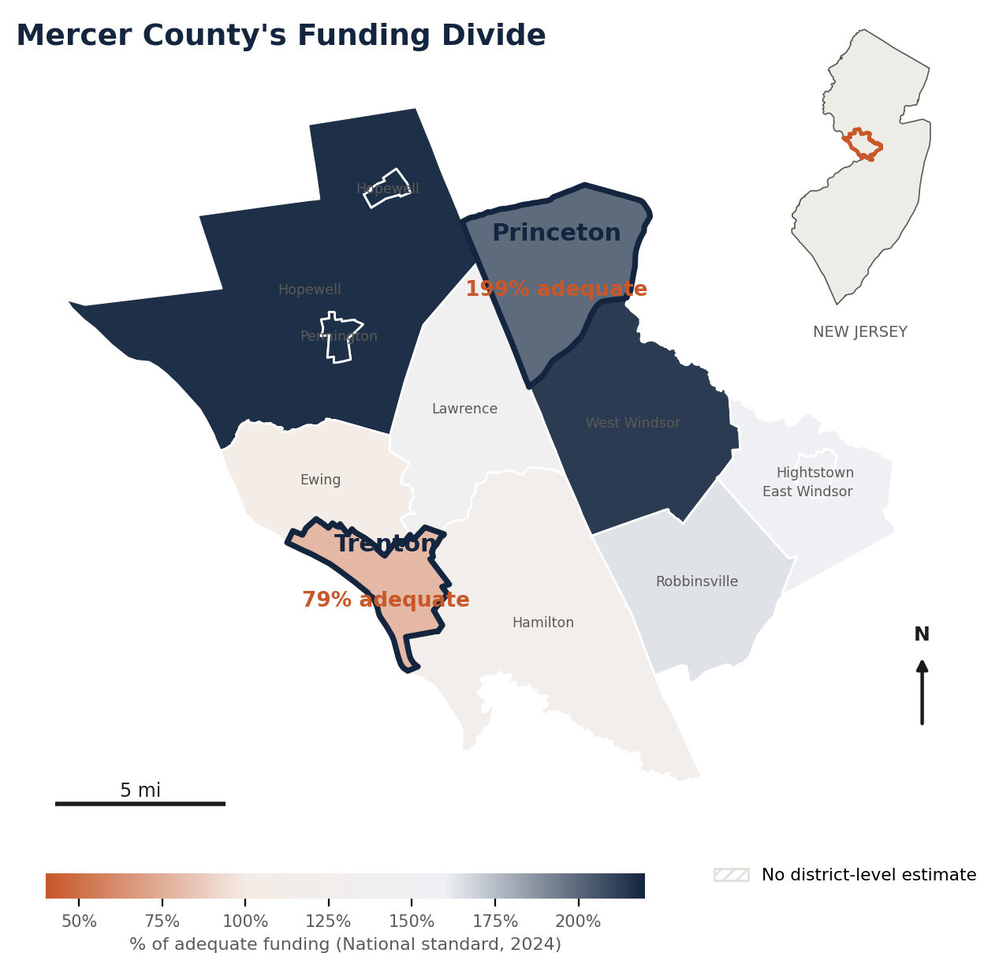 Mercer County's Funding Divide
Hopewell
Princeton
199% adequate
Hopewell
NEW JERSEY
Pennington
Lawrence
West Windsor
Ewing
Hightstown
East Windsor
Trenton
Robbinsville
79% adequate
Hamilton
N
5 mi
No district-level estimate
50% 75% 100% 125% 150% 175% 200%
% of adequate funding (National standard, 2024)